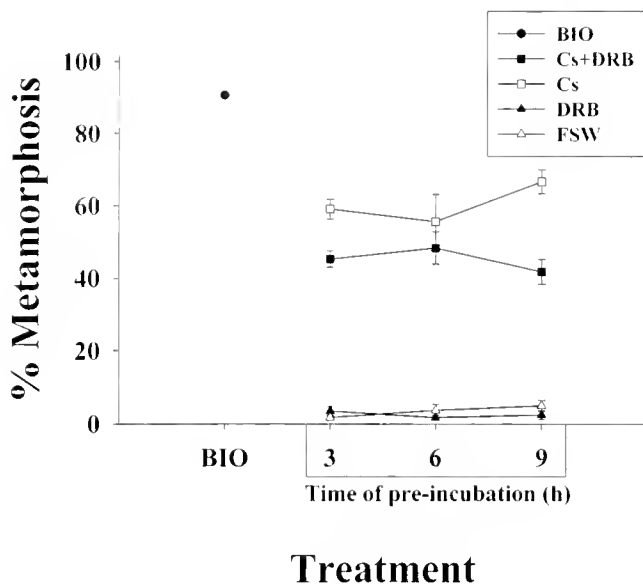 BIO
Cs+DRB
Cs
DRB
FSW
100
80
60
40
20
0
% Metamorphosis
BIO 3 6 9
Time of pre-incubation (h)
Treatment